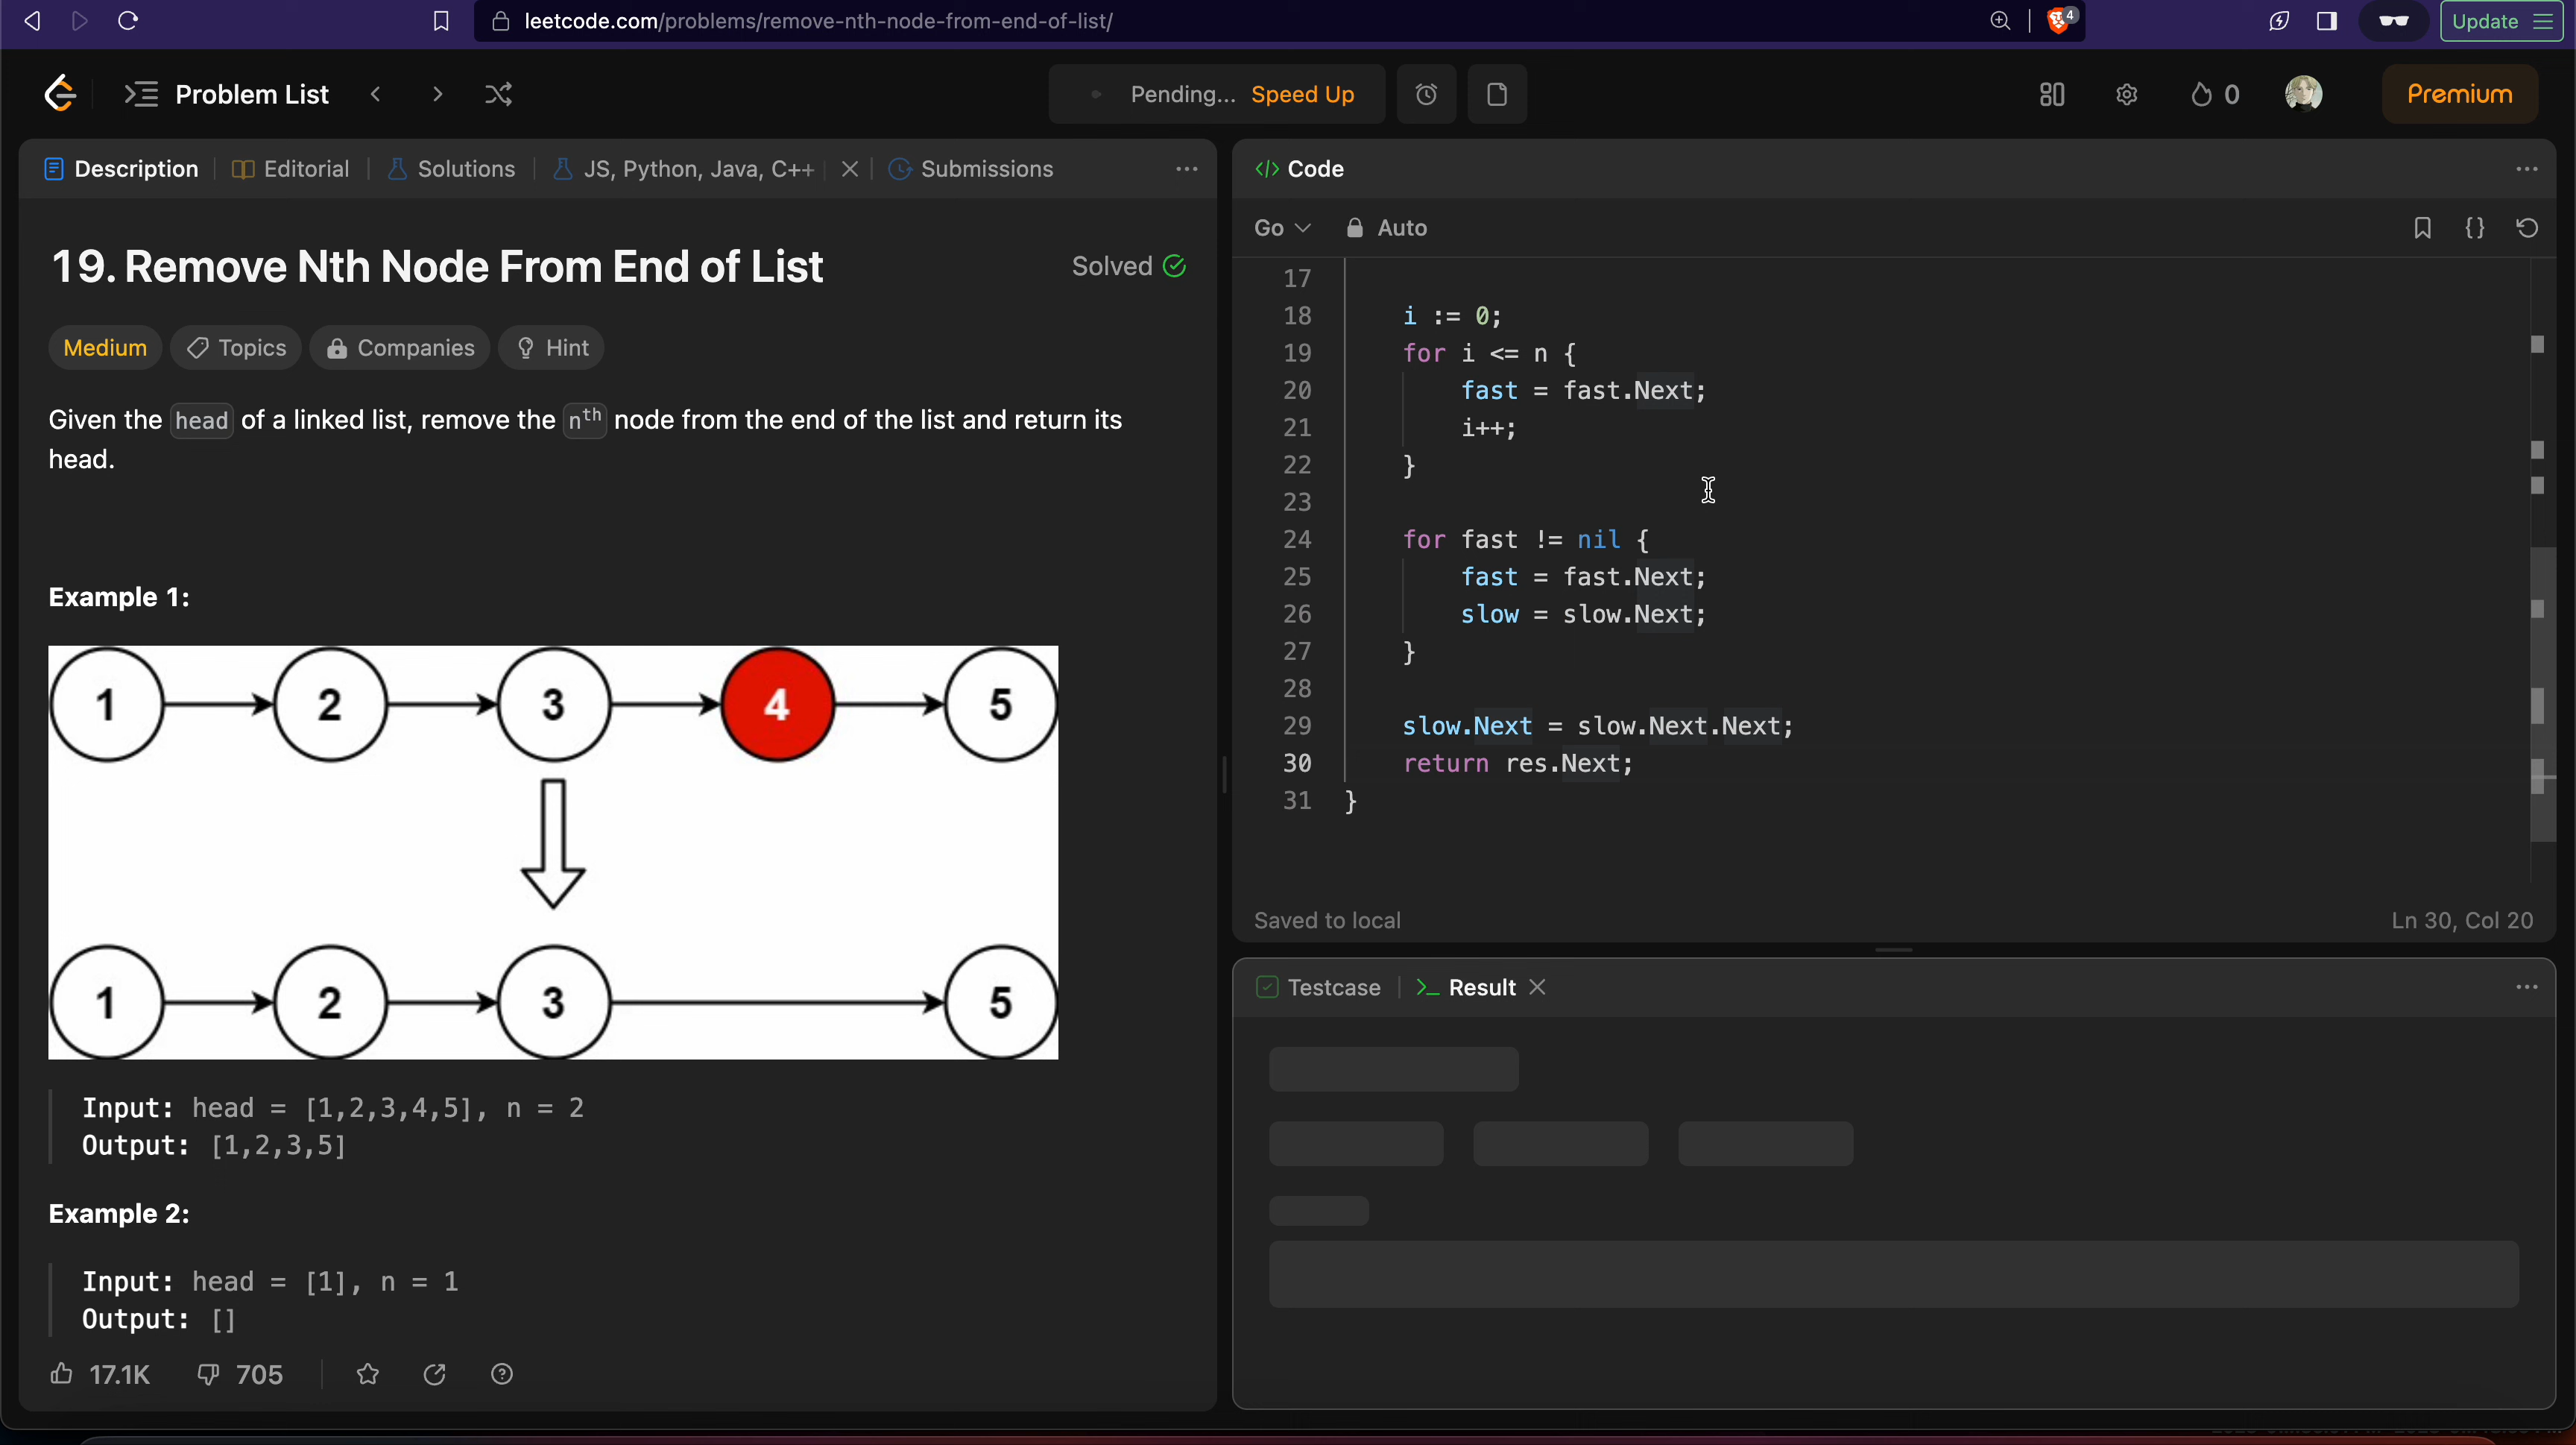 leetcode.com/problems/remove-nth-node-from-end-of-list/
4
Update
Problem List
Pending... Speed Up
0
Premium
Description
Editorial
Solutions
JS, Python, Java, C++
Submissions
19. Remove Nth Node From End of List
Solved
Medium
Topics
Companies
Hint
Given the head of a linked list, remove the nth node from the end of the list and return its
head.
Example 1:
1 2 3 4 5
1 2 3 5
Input: head = [1,2,3,4,5], n = 2
Output: [1,2,3,5]
Example 2:
Input: head = [1], n = 1
Output: []
17.1K
705
</> Code
Go
Auto
{}
17
18 i := 0;
19 for i <= n {
20 fast = fast.Next;
21 i++;
22 }
23
24 for fast != nil {
25 fast = fast.Next;
26 slow = slow.Next;
27 }
28
29 slow.Next = slow.Next.Next;
30 return res.Next;
31 }
Saved to local
Ln 30, Col 20
Testcase
>_ Result